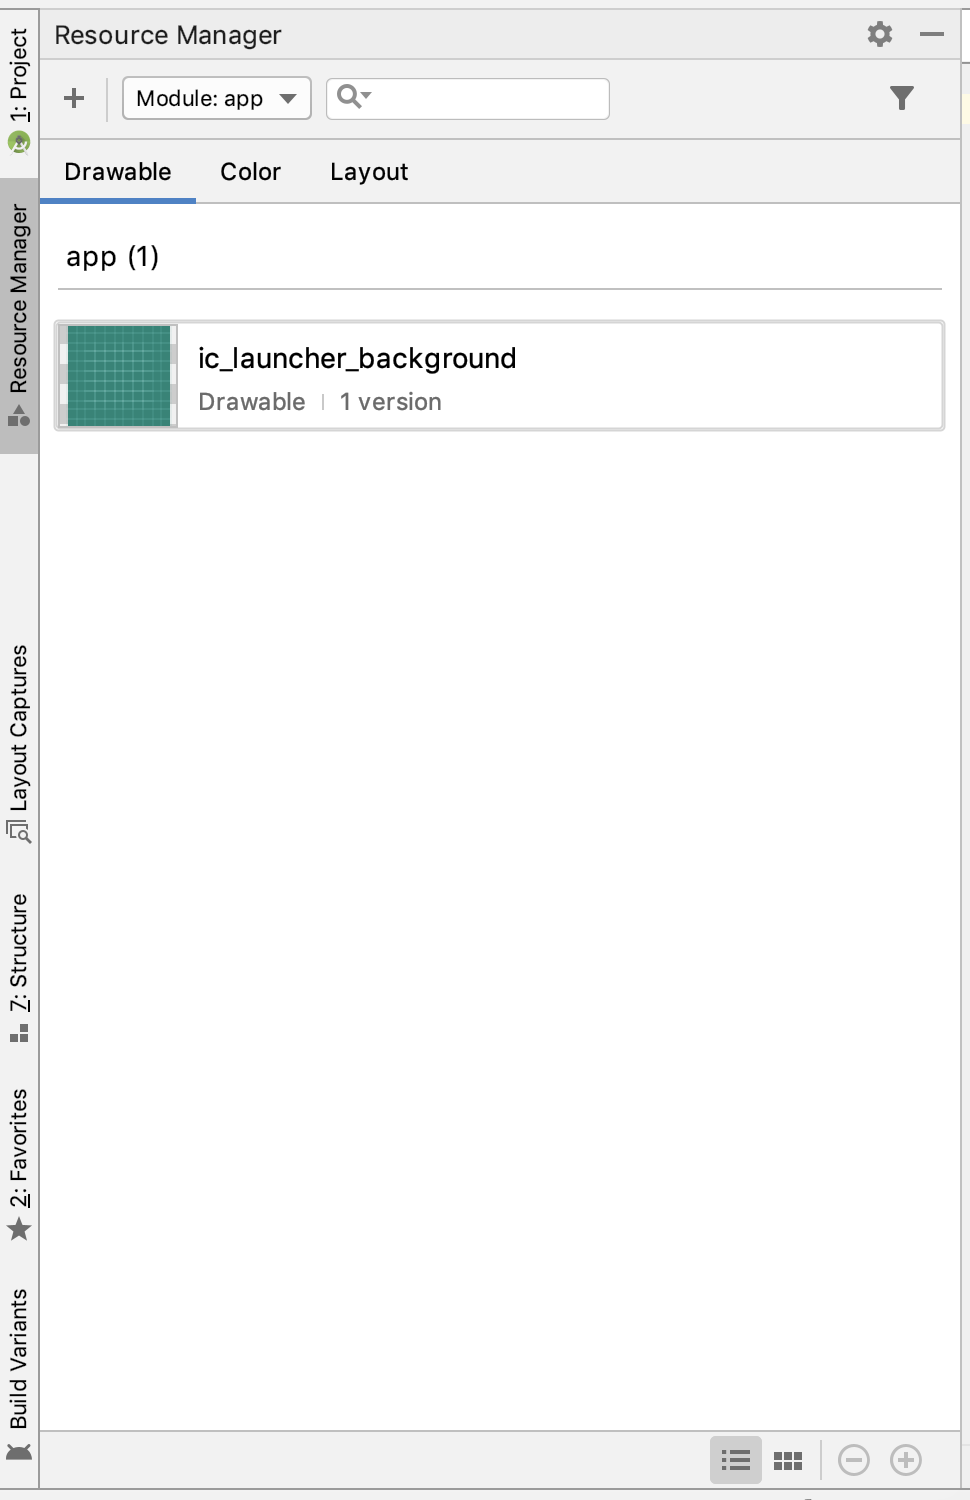 Resource Manager
Module: app
Drawable
Color
Layout
app (1)
ic_launcher_background
Drawable | 1 version
1: Project
Resource Manager
Layout Captures
7: Structure
2: Favorites
Build Variants